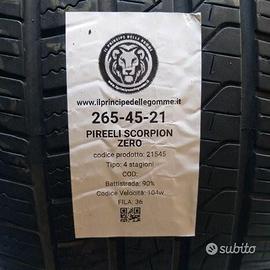 IL PRINCIPE DELLE GOMME
www.ilprincipedellegomme.it
265-45-21
PIREELI SCORPION
ZERO
codice prodotto: 21545
Tipo: 4 stagioni
COD:
Battistrada: 90%
Codice Velocità: 104w
FILA: 36
subito